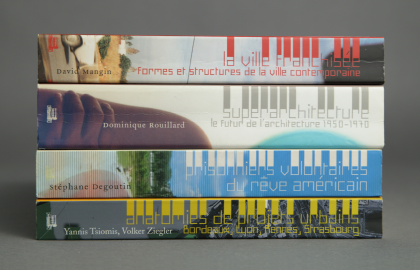 David Mangin
la ville franchisée
formes et structures de la ville contemporaine
Dominique Rouillard
superarchitecture
le futur de l'architecture 1950-1970
Stéphane Degoutin
prisonniers volontaires
du rêve américain
Yannis Tsiomis, Volker Ziegler
anatomies de projets urbains
Bordeaux, Lyon, Rennes, Strasbourg